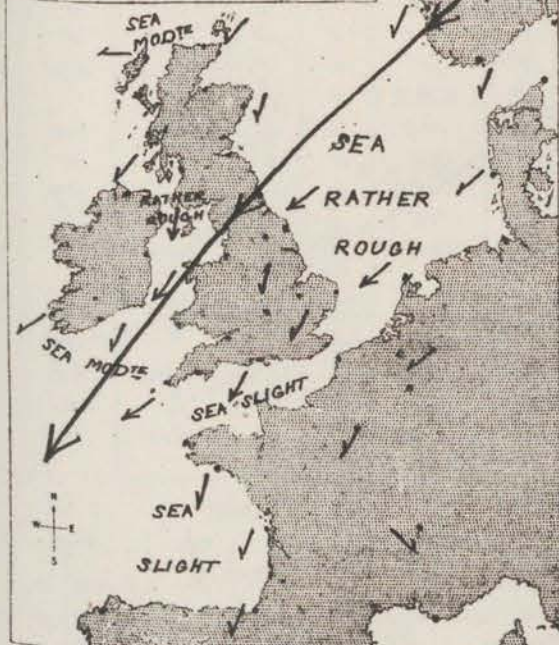 SEA
MODTE
SEA
RATHER
ROUGH
RATHER
ROUGH
SEA MODTE
SEA SLIGHT
N
W E
S
SEA
SLIGHT